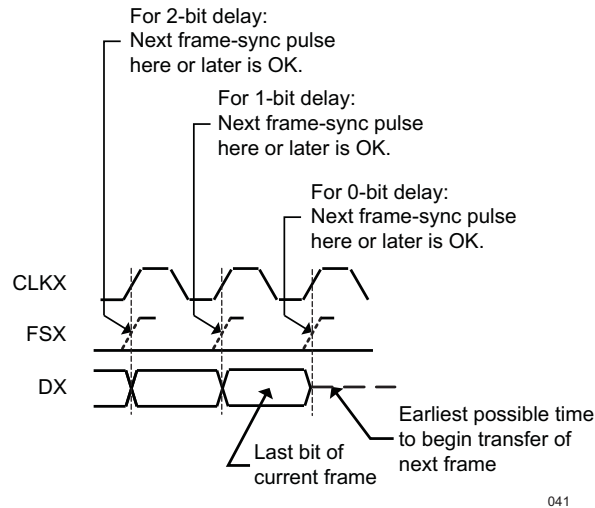 For 2-bit delay:
Next frame-sync pulse
here or later is OK.
For 1-bit delay:
Next frame-sync pulse
here or later is OK.
For 0-bit delay:
Next frame-sync pulse
here or later is OK.
CLKX
FSX
DX
Last bit of
current frame
Earliest possible time
to begin transfer of
next frame
041